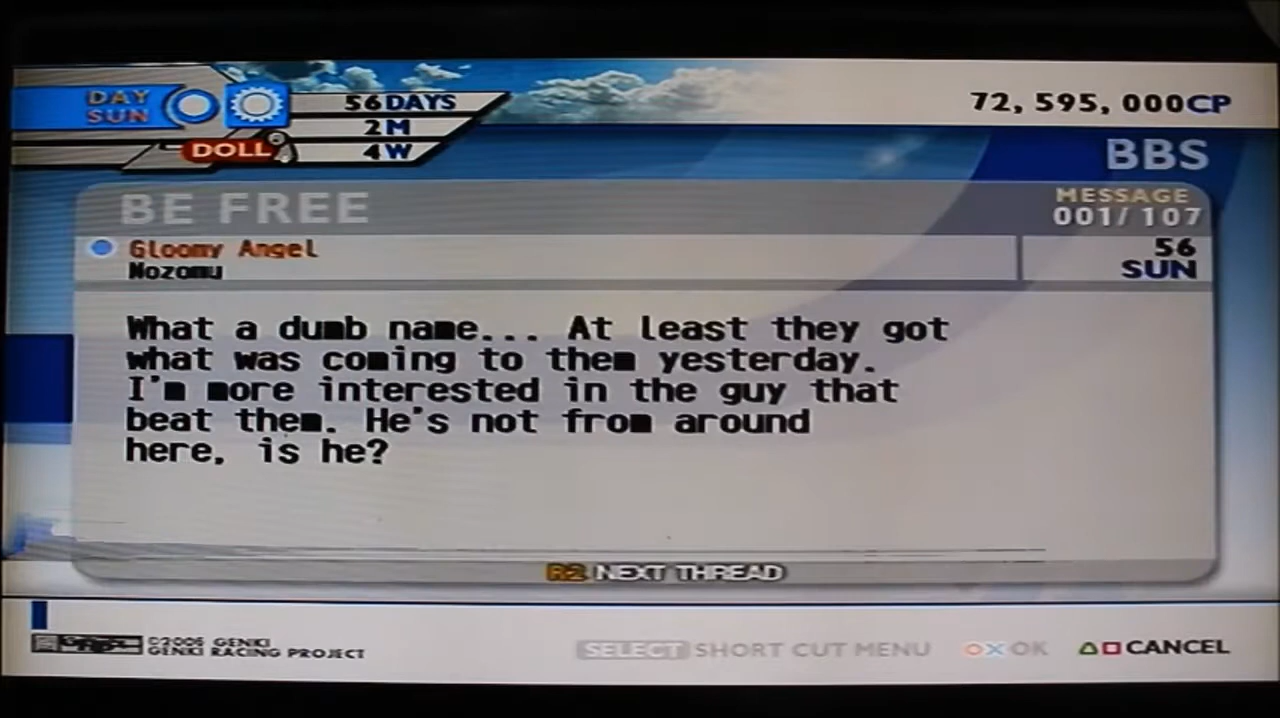 DAY
SUN
56DAYS
2M
DOLL
4W
72, 595, 000CP
BBS
BE FREE
MESSAGE
001/107
Gloomy Angel
Nozomu
56
SUN
What a dumb name... At least they got
what was coming to them yesterday.
I'm more interested in the guy that
beat them. He's not from around
here, is he?
R2 NEXT THREAD
©2005 GENKI
GENKI RACING PROJECT
SELECT SHORT CUT MENU
OK
CANCEL